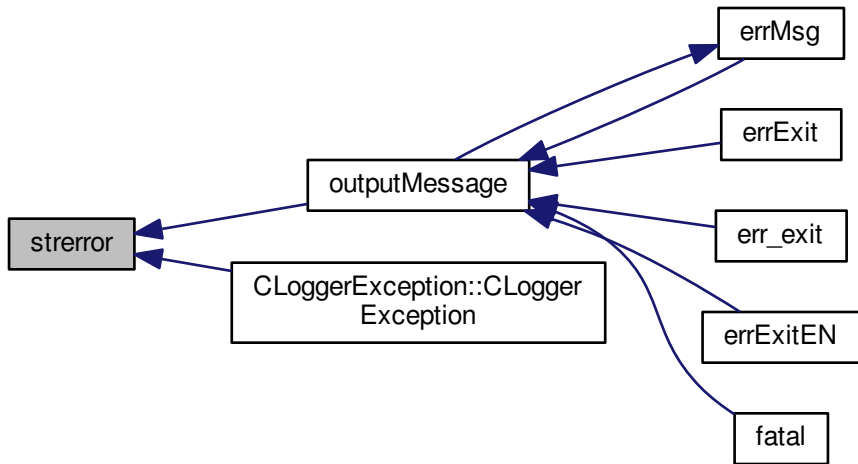 errMsg
errExit
outputMessage
strerror
err_exit
CLoggerException::CLogger
Exception
errExitEN
fatal